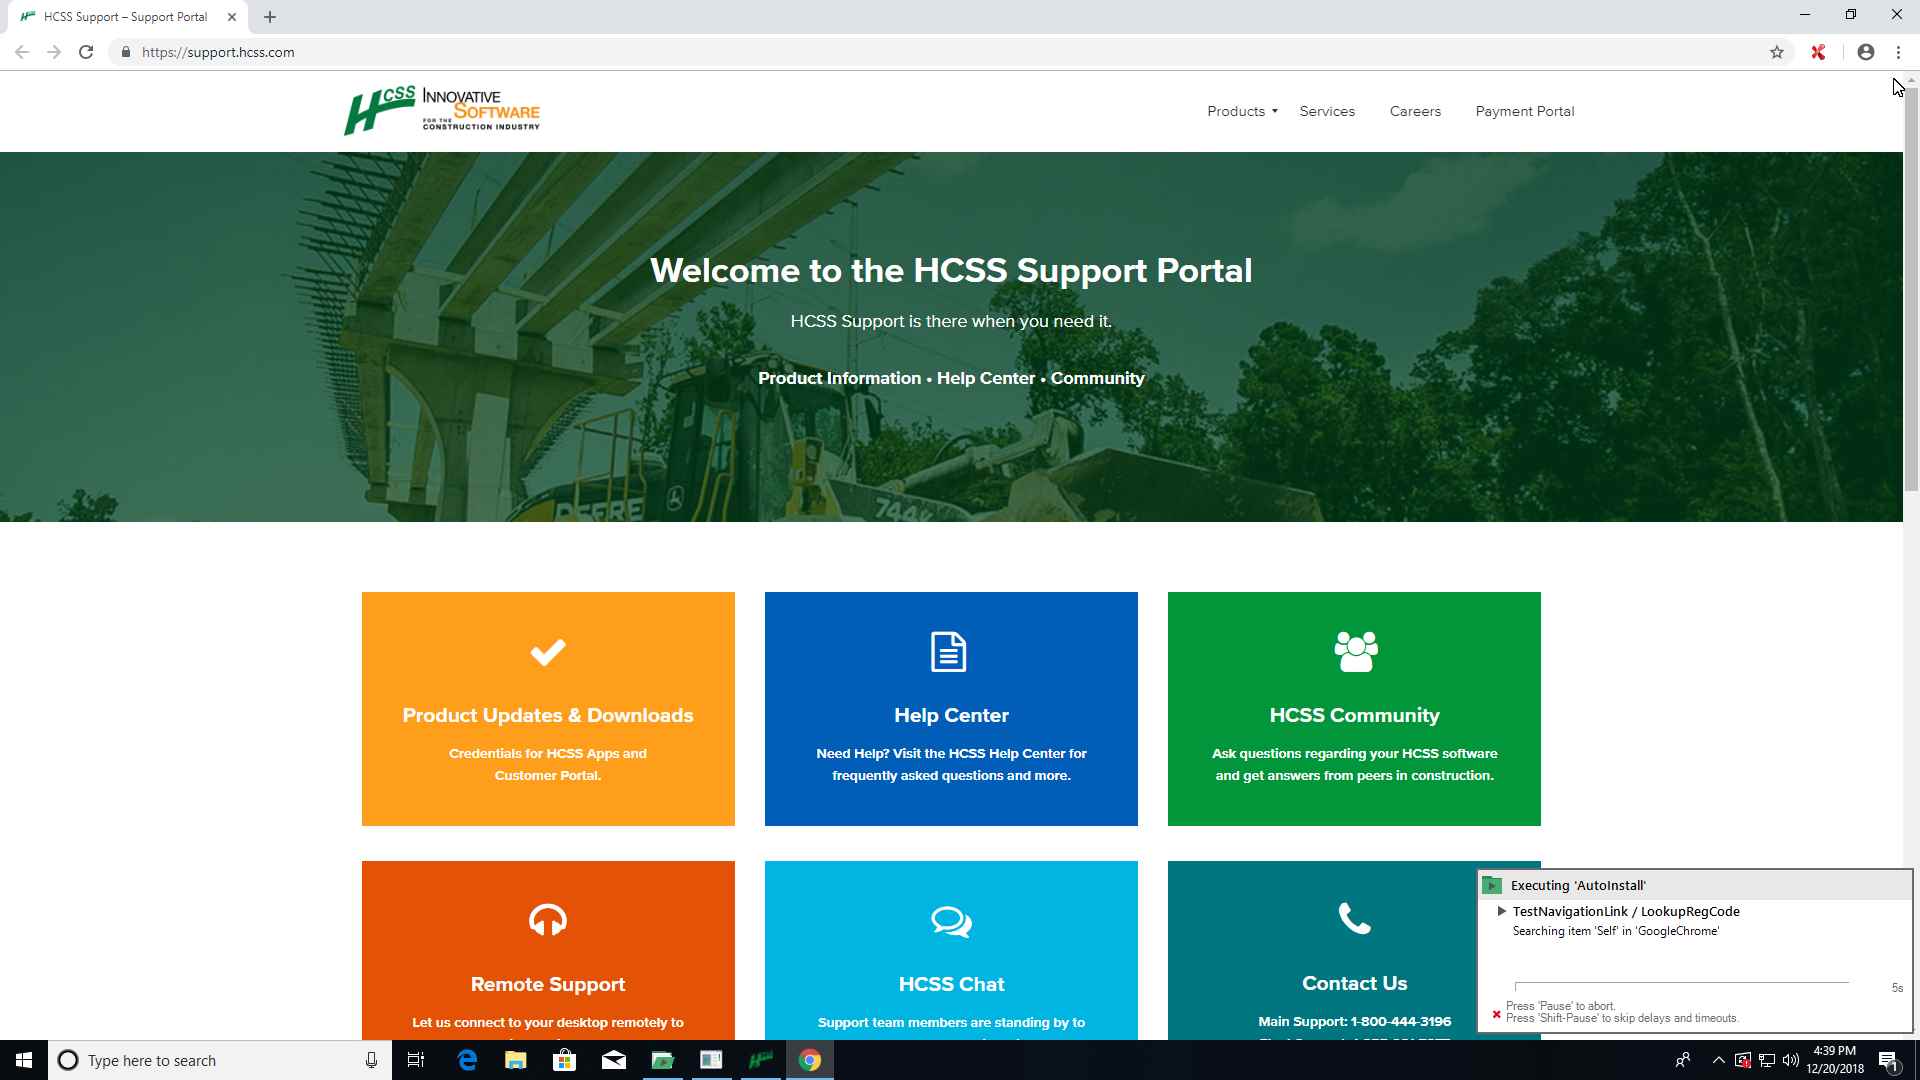 HCSS Support – Support Portal
https://support.hcss.com
HCSS INNOVATIVE
SOFTWARE
FOR THE
CONSTRUCTION INDUSTRY
Products
Services
Careers
Payment Portal
Welcome to the HCSS Support Portal
HCSS Support is there when you need it.
Product Information • Help Center • Community
DEERE
744K
Product Updates & Downloads
Credentials for HCSS Apps and
Customer Portal.
Help Center
Need Help? Visit the HCSS Help Center for
frequently asked questions and more.
HCSS Community
Ask questions regarding your HCSS software
and get answers from peers in construction.
Remote Support
Let us connect to your desktop remotely to
HCSS Chat
Support team members are standing by to
Contact Us
Main Support: 1-800-444-3196
Executing 'AutoInstall'
TestNavigationLink / LookupRegCode
Searching item 'Self' in 'GoogleChrome'
5s
Press 'Pause' to abort.
Press 'Shift-Pause' to skip delays and timeouts.
Type here to search
4:39 PM
12/20/2018
1